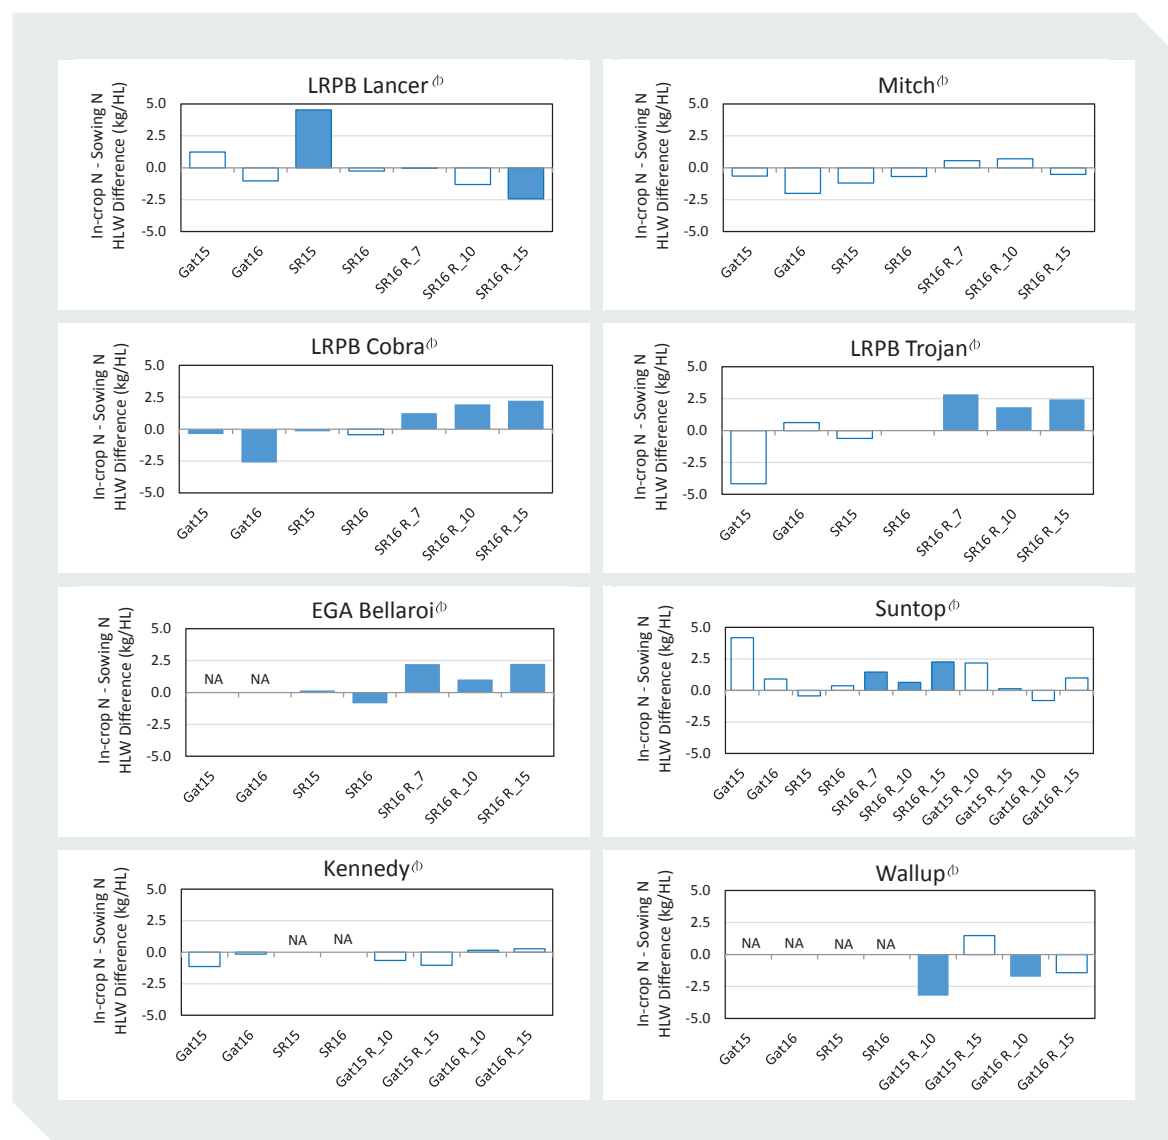 LRPB Lancer
In-crop N - Sowing N
HLW Difference (kg/HL)
5.0
2.5
0.0
-2.5
-5.0
Gat15
Gat16
SR15
SR16
SR16 R_7
SR16 R_10
SR16 R_15
Mitch
In-crop N - Sowing N
HLW Difference (kg/HL)
5.0
2.5
0.0
-2.5
-5.0
Gat15
Gat16
SR15
SR16
SR16 R_7
SR16 R_10
SR16 R_15
LRPB Cobra
In-crop N - Sowing N
HLW Difference (kg/HL)
5.0
2.5
0.0
-2.5
-5.0
Gat15
Gat16
SR15
SR16
SR16 R_7
SR16 R_10
SR16 R_15
LRPB Trojan
In-crop N - Sowing N
HLW Difference (kg/HL)
5.0
2.5
0.0
-2.5
-5.0
Gat15
Gat16
SR15
SR16
SR16 R_7
SR16 R_10
SR16 R_15
EGA Bellaroi
In-crop N - Sowing N
HLW Difference (kg/HL)
5.0
2.5
0.0
-2.5
-5.0
NA NA
Gat15
Gat16
SR15
SR16
SR16 R_7
SR16 R_10
SR16 R_15
Suntop
In-crop N - Sowing N
HLW Difference (kg/HL)
5.0
2.5
0.0
-2.5
-5.0
Gat15
Gat16
SR15
SR16
SR16 R_7
SR16 R_10
SR16 R_15
Gat15 R_10
Gat15 R_15
Gat16 R_10
Gat16 R_15
Kennedy
In-crop N - Sowing N
HLW Difference (kg/HL)
5.0
2.5
0.0
-2.5
-5.0
NA NA
Gat15
Gat16
SR15
SR16
Gat15 R_10
Gat15 R_15
Gat16 R_10
Gat16 R_15
Wallup
In-crop N - Sowing N
HLW Difference (kg/HL)
5.0
2.5
0.0
-2.5
-5.0
NA NA NA NA
Gat15
Gat16
SR15
SR16
Gat15 R_10
Gat15 R_15
Gat16 R_10
Gat16 R_15